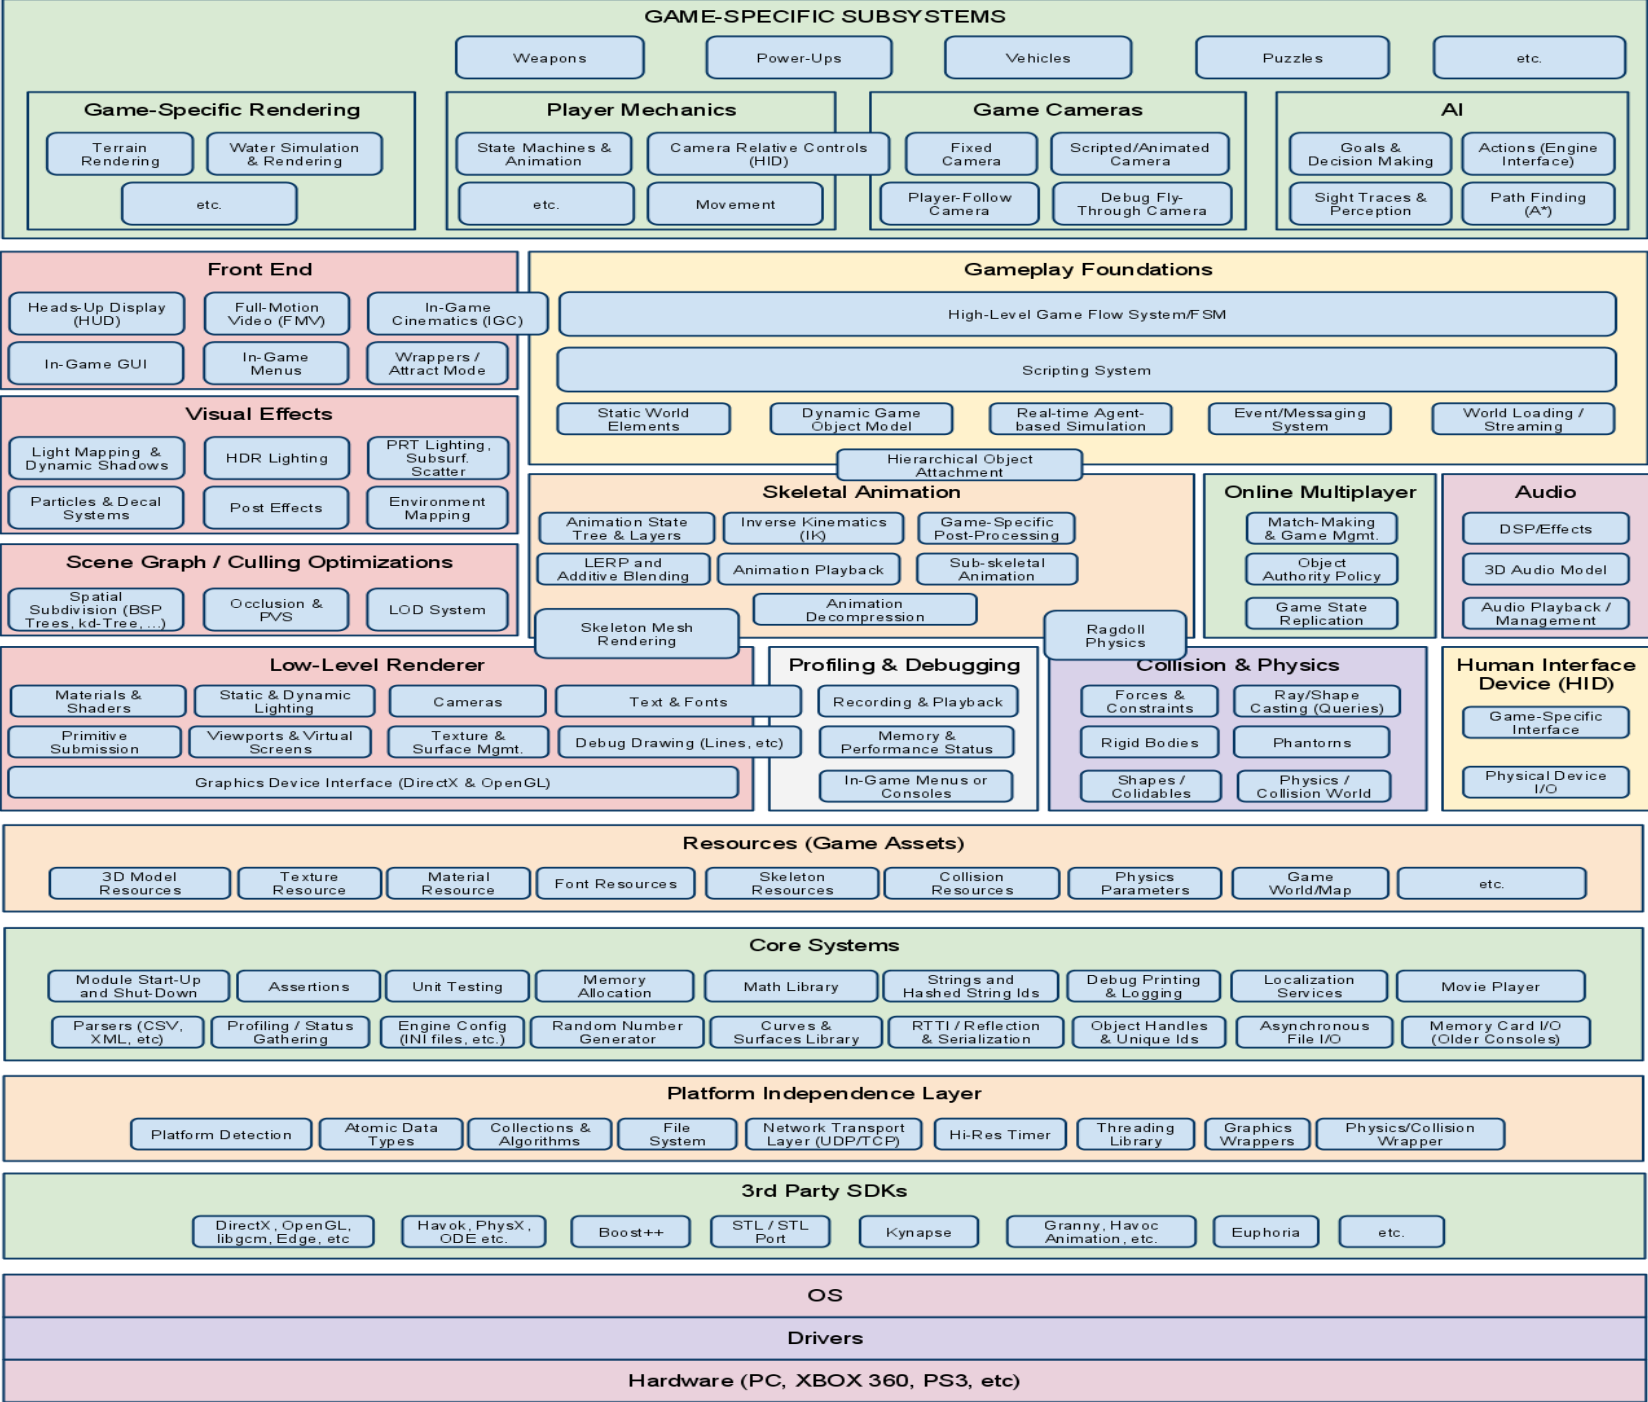 GAME-SPECIFIC SUBSYSTEMS
Weapons
Power-Ups
Vehicles
Puzzles
etc.
Game-Specific Rendering
Terrain
Rendering
Water Simulation
& Rendering
etc.
Player Mechanics
State Machines &
Animation
Camera Relative Controls
(HID)
etc.
Movement
Game Cameras
Fixed
Camera
Scripted/Animated
Camera
Player-Follow
Camera
Debug Fly-
Through Camera
AI
Goals &
Decision Making
Actions (Engine
Interface)
Sight Traces &
Perception
Path Finding
(A*)
Front End
Heads-Up Display
(HUD)
Full-Motion
Video (FMV)
In-Game
Cinematics (IGC)
In-Game GUI
In-Game
Menus
Wrappers /
Attract Mode
Gameplay Foundations
High-Level Game Flow System/FSM
Scripting System
Static World
Elements
Dynamic Game
Object Model
Real-time Agent-
based Simulation
Event/Messaging
System
World Loading /
Streaming
Hierarchical Object
Attachment
Visual Effects
Light Mapping &
Dynamic Shadows
HDR Lighting
PRT Lighting,
Subsurf.
Scatter
Particles & Decal
Systems
Post Effects
Environment
Mapping
Skeletal Animation
Animation State
Tree & Layers
Inverse Kinematics
(IK)
Game-Specific
Post-Processing
LERP and
Additive Blending
Animation Playback
Sub-skeletal
Animation
Animation
Decompression
Skeleton Mesh
Rendering
Ragdoll
Physics
Online Multiplayer
Match-Making
& Game Mgmt.
Object
Authority Policy
Game State
Replication
Audio
DSP/Effects
3D Audio Model
Audio Playback /
Management
Scene Graph / Culling Optimizations
Spatial
Subdivision (BSP
Trees, kd-Tree, ...)
Occlusion &
PVS
LOD System
Low-Level Renderer
Materials &
Shaders
Static & Dynamic
Lighting
Cameras
Text & Fonts
Primitive
Submission
Viewports & Virtual
Screens
Texture &
Surface Mgmt.
Debug Drawing (Lines, etc)
Graphics Device Interface (DirectX & OpenGL)
Profiling & Debugging
Recording & Playback
Memory &
Performance Status
In-Game Menus or
Consoles
Collision & Physics
Forces &
Constraints
Ray/Shape
Casting (Queries)
Rigid Bodies
Phantorns
Shapes /
Colidables
Physics /
Collision World
Human Interface
Device (HID)
Game-Specific
Interface
Physical Device
I/O
Resources (Game Assets)
3D Model
Resources
Texture
Resource
Material
Resource
Font Resources
Skeleton
Resources
Collision
Resources
Physics
Parameters
Game
World/Map
etc.
Core Systems
Module Start-Up
and Shut-Down
Assertions
Unit Testing
Memory
Allocation
Math Library
Strings and
Hashed String Ids
Debug Printing
& Logging
Localization
Services
Movie Player
Parsers (CSV,
XML, etc)
Profiling / Status
Gathering
Engine Config
(INI files, etc.)
Random Number
Generator
Curves &
Surfaces Library
RTTI / Reflection
& Serialization
Object Handles
& Unique Ids
Asynchronous
File I/O
Memory Card I/O
(Older Consoles)
Platform Independence Layer
Platform Detection
Atomic Data
Types
Collections &
Algorithms
File
System
Network Transport
Layer (UDP/TCP)
Hi-Res Timer
Threading
Library
Graphics
Wrappers
Physics/Collision
Wrapper
3rd Party SDKs
DirectX, OpenGL,
libgcm, Edge, etc
Havok, PhysX,
ODE etc.
Boost++
STL / STL
Port
Kynapse
Granny, Havoc
Animation, etc.
Euphoria
etc.
OS
Drivers
Hardware (PC, XBOX 360, PS3, etc)